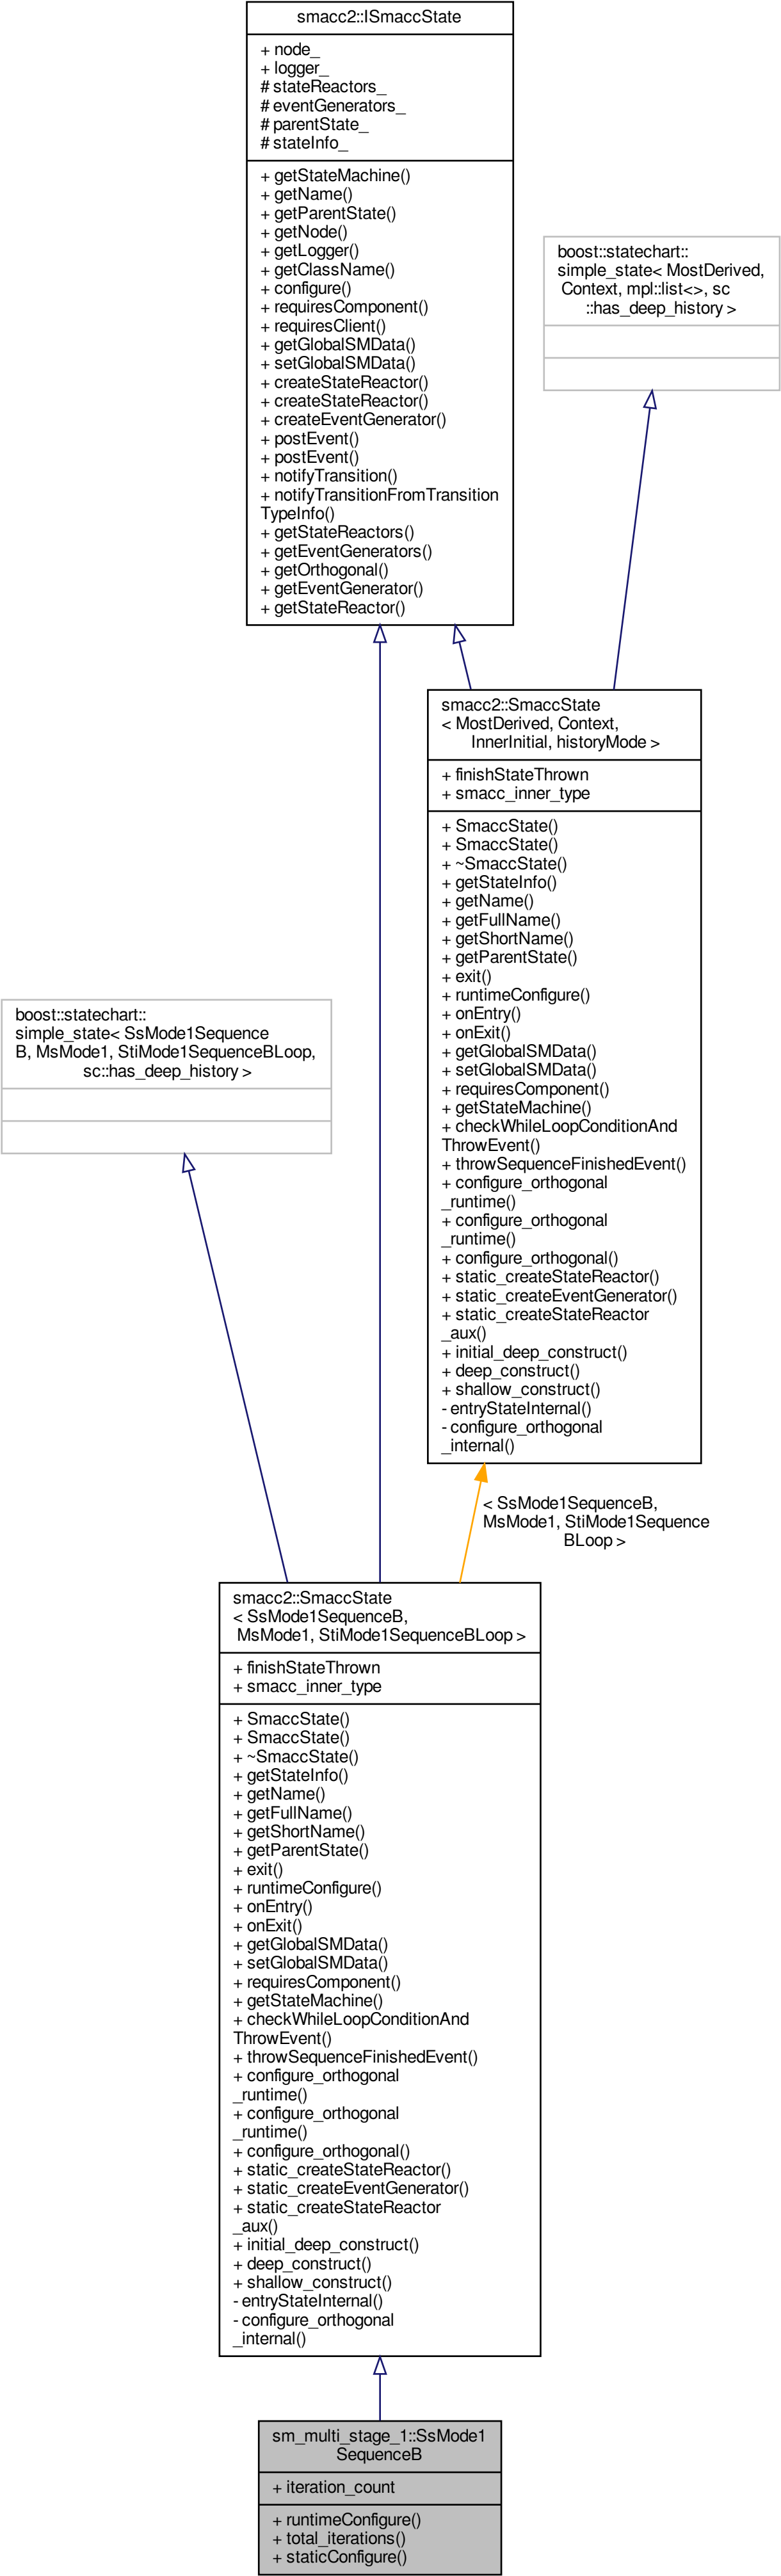 smacc2::ISmaccState
+ node_
+ logger_
# stateReactors_
# eventGenerators_
# parentState_
# stateInfo_
+ getStateMachine()
+ getName()
+ getParentState()
+ getNode()
+ getLogger()
+ getClassName()
+ configure()
+ requiresComponent()
+ requiresClient()
+ getGlobalSMData()
+ setGlobalSMData()
+ createStateReactor()
+ createStateReactor()
+ createEventGenerator()
+ postEvent()
+ postEvent()
+ notifyTransition()
+ notifyTransitionFromTransition
TypeInfo()
+ getStateReactors()
+ getEventGenerators()
+ getOrthogonal()
+ getEventGenerator()
+ getStateReactor()
boost::statechart::
simple_state< MostDerived,
Context, mpl::list<>, sc
::has_deep_history >
smacc2::SmaccState
< MostDerived, Context,
InnerInitial, historyMode >
+ finishStateThrown
+ smacc_inner_type
+ SmaccState()
+ SmaccState()
+ ~SmaccState()
+ getStateInfo()
+ getName()
+ getFullName()
+ getShortName()
+ getParentState()
+ exit()
+ runtimeConfigure()
+ onEntry()
+ onExit()
+ getGlobalSMData()
+ setGlobalSMData()
+ requiresComponent()
+ getStateMachine()
+ checkWhileLoopConditionAnd
ThrowEvent()
+ throwSequenceFinishedEvent()
+ configure_orthogonal
_runtime()
+ configure_orthogonal
_runtime()
+ configure_orthogonal()
+ static_createStateReactor()
+ static_createEventGenerator()
+ static_createStateReactor
_aux()
+ initial_deep_construct()
+ deep_construct()
+ shallow_construct()
- entryStateInternal()
- configure_orthogonal
_internal()
boost::statechart::
simple_state< SsMode1Sequence
B, MsMode1, StiMode1SequenceBLoop,
sc::has_deep_history >
< SsMode1SequenceB,
MsMode1, StiMode1Sequence
BLoop >
smacc2::SmaccState
< SsMode1SequenceB,
MsMode1, StiMode1SequenceBLoop >
+ finishStateThrown
+ smacc_inner_type
+ SmaccState()
+ SmaccState()
+ ~SmaccState()
+ getStateInfo()
+ getName()
+ getFullName()
+ getShortName()
+ getParentState()
+ exit()
+ runtimeConfigure()
+ onEntry()
+ onExit()
+ getGlobalSMData()
+ setGlobalSMData()
+ requiresComponent()
+ getStateMachine()
+ checkWhileLoopConditionAnd
ThrowEvent()
+ throwSequenceFinishedEvent()
+ configure_orthogonal
_runtime()
+ configure_orthogonal
_runtime()
+ configure_orthogonal()
+ static_createStateReactor()
+ static_createEventGenerator()
+ static_createStateReactor
_aux()
+ initial_deep_construct()
+ deep_construct()
+ shallow_construct()
- entryStateInternal()
- configure_orthogonal
_internal()
sm_multi_stage_1::SsMode1
SequenceB
+ iteration_count
+ runtimeConfigure()
+ total_iterations()
+ staticConfigure()